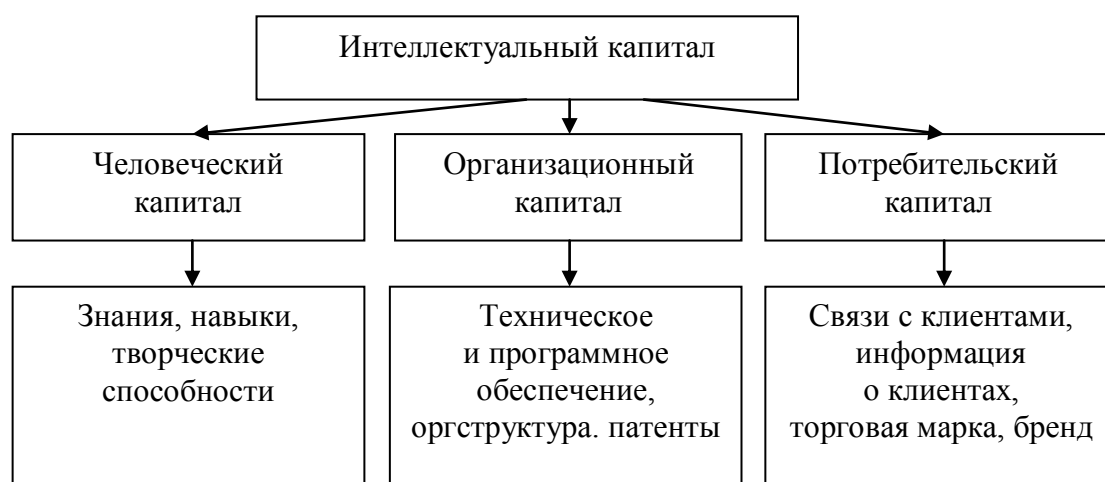 Интеллектуальный капитал
Человеческий
капитал
Организационный
капитал
Потребительский
капитал
Знания, навыки,
творческие
способности
Техническое
и программное
обеспечение,
оргструктура. патенты
Связи с клиентами,
информация
о клиентах,
торговая марка, бренд